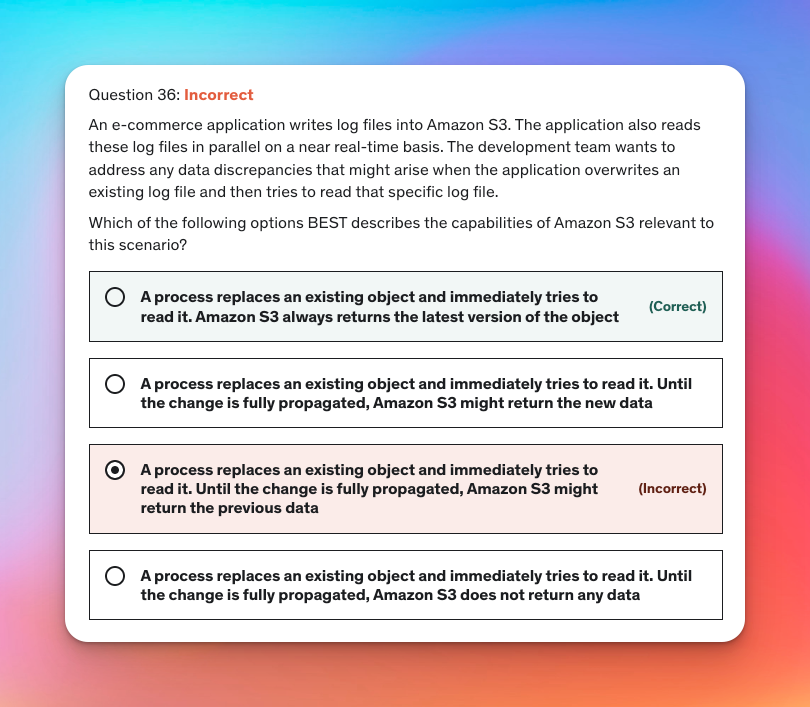 Question 36: Incorrect
An e-commerce application writes log files into Amazon S3. The application also reads
these log files in parallel on a near real-time basis. The development team wants to
address any data discrepancies that might arise when the application overwrites an
existing log file and then tries to read that specific log file.
Which of the following options BEST describes the capabilities of Amazon S3 relevant to
this scenario?
A process replaces an existing object and immediately tries to
read it. Amazon S3 always returns the latest version of the object
(Correct)
A process replaces an existing object and immediately tries to read it. Until
the change is fully propagated, Amazon S3 might return the new data
A process replaces an existing object and immediately tries to
read it. Until the change is fully propagated, Amazon S3 might
return the previous data
(Incorrect)
A process replaces an existing object and immediately tries to read it. Until
the change is fully propagated, Amazon S3 does not return any data